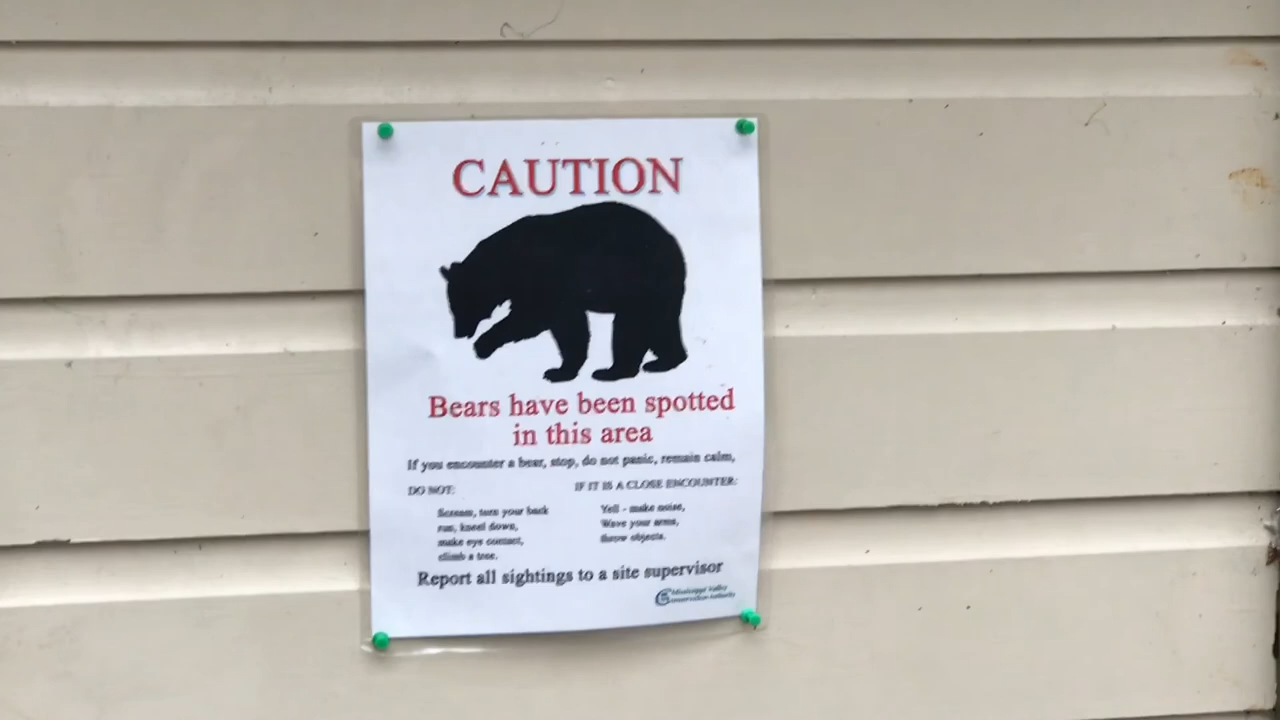 CAUTION
Bears have been spotted
in this area
If you encounter a bear, stop, do not panic, remain calm,
DO NOT:
Scream, turn your back
run, kneel down,
make eye contact,
climb a tree.
IF IT IS A CLOSE ENCOUNTER:
Yell - make noise,
Wave your arms,
throw objects.
Report all sightings to a site supervisor
Mississippi Valley
Conservation Authority